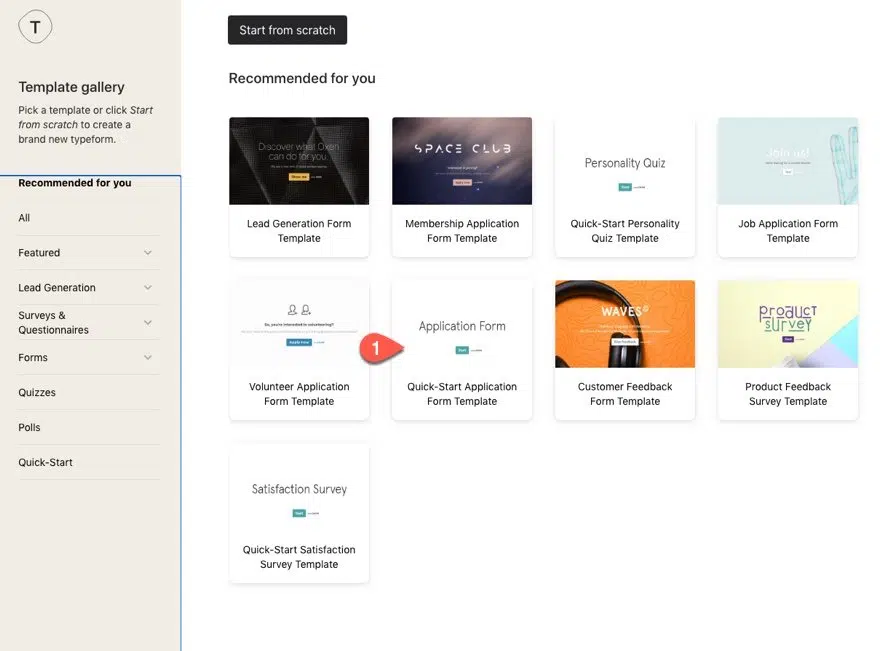 T
Template gallery
Pick a template or click Start
from scratch to create a
brand new typeform.
Recommended for you
All
Featured
Lead Generation
Surveys &
Questionnaires
Forms
Quizzes
Polls
Quick-Start
Start from scratch
Recommended for you
Discover what Oxen
can do for you.
Lead Generation Form
Template
SPACE CLUB
Membership Application
Form Template
Personality Quiz
Quick-Start Personality
Quiz Template
Join us!
Job Application Form
Template
So, you're interested in volunteering?
Apply now
Volunteer Application
Form Template
1
Application Form
Start
Quick-Start Application
Form Template
WAVES
Customer Feedback
Form Template
product
survey
Product Feedback
Survey Template
Satisfaction Survey
Start
Quick-Start Satisfaction
Survey Template